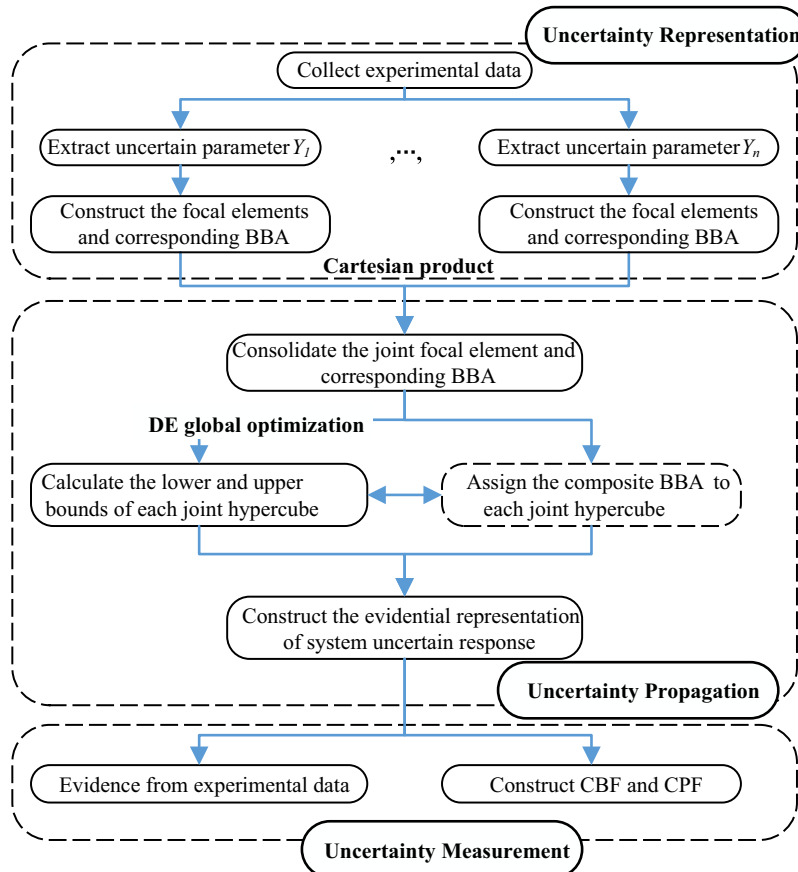 Uncertainty Representation
Collect experimental data
Extract uncertain parameter Y1
,...,
Extract uncertain parameter Yn
Construct the focal elements
and corresponding BBA
Construct the focal elements
and corresponding BBA
Cartesian product
Consolidate the joint focal element and
corresponding BBA
DE global optimization
Calculate the lower and upper
bounds of each joint hypercube
Assign the composite BBA to
each joint hypercube
Construct the evidential representation
of system uncertain response
Uncertainty Propagation
Evidence from experimental data
Construct CBF and CPF
Uncertainty Measurement